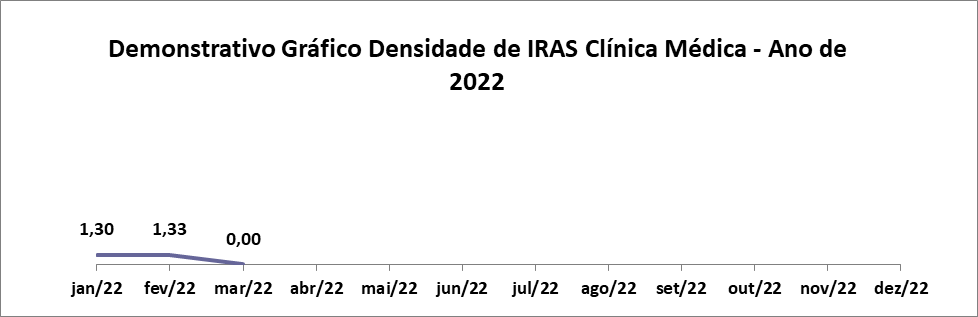 Demonstrativo Gráfico Densidade de IRAS Clínica Médica - Ano de
2022
1,30 1,33 0,00
jan/22 fev/22 mar/22 abr/22 mai/22 jun/22 jul/22 ago/22 set/22 out/22 nov/22 dez/22